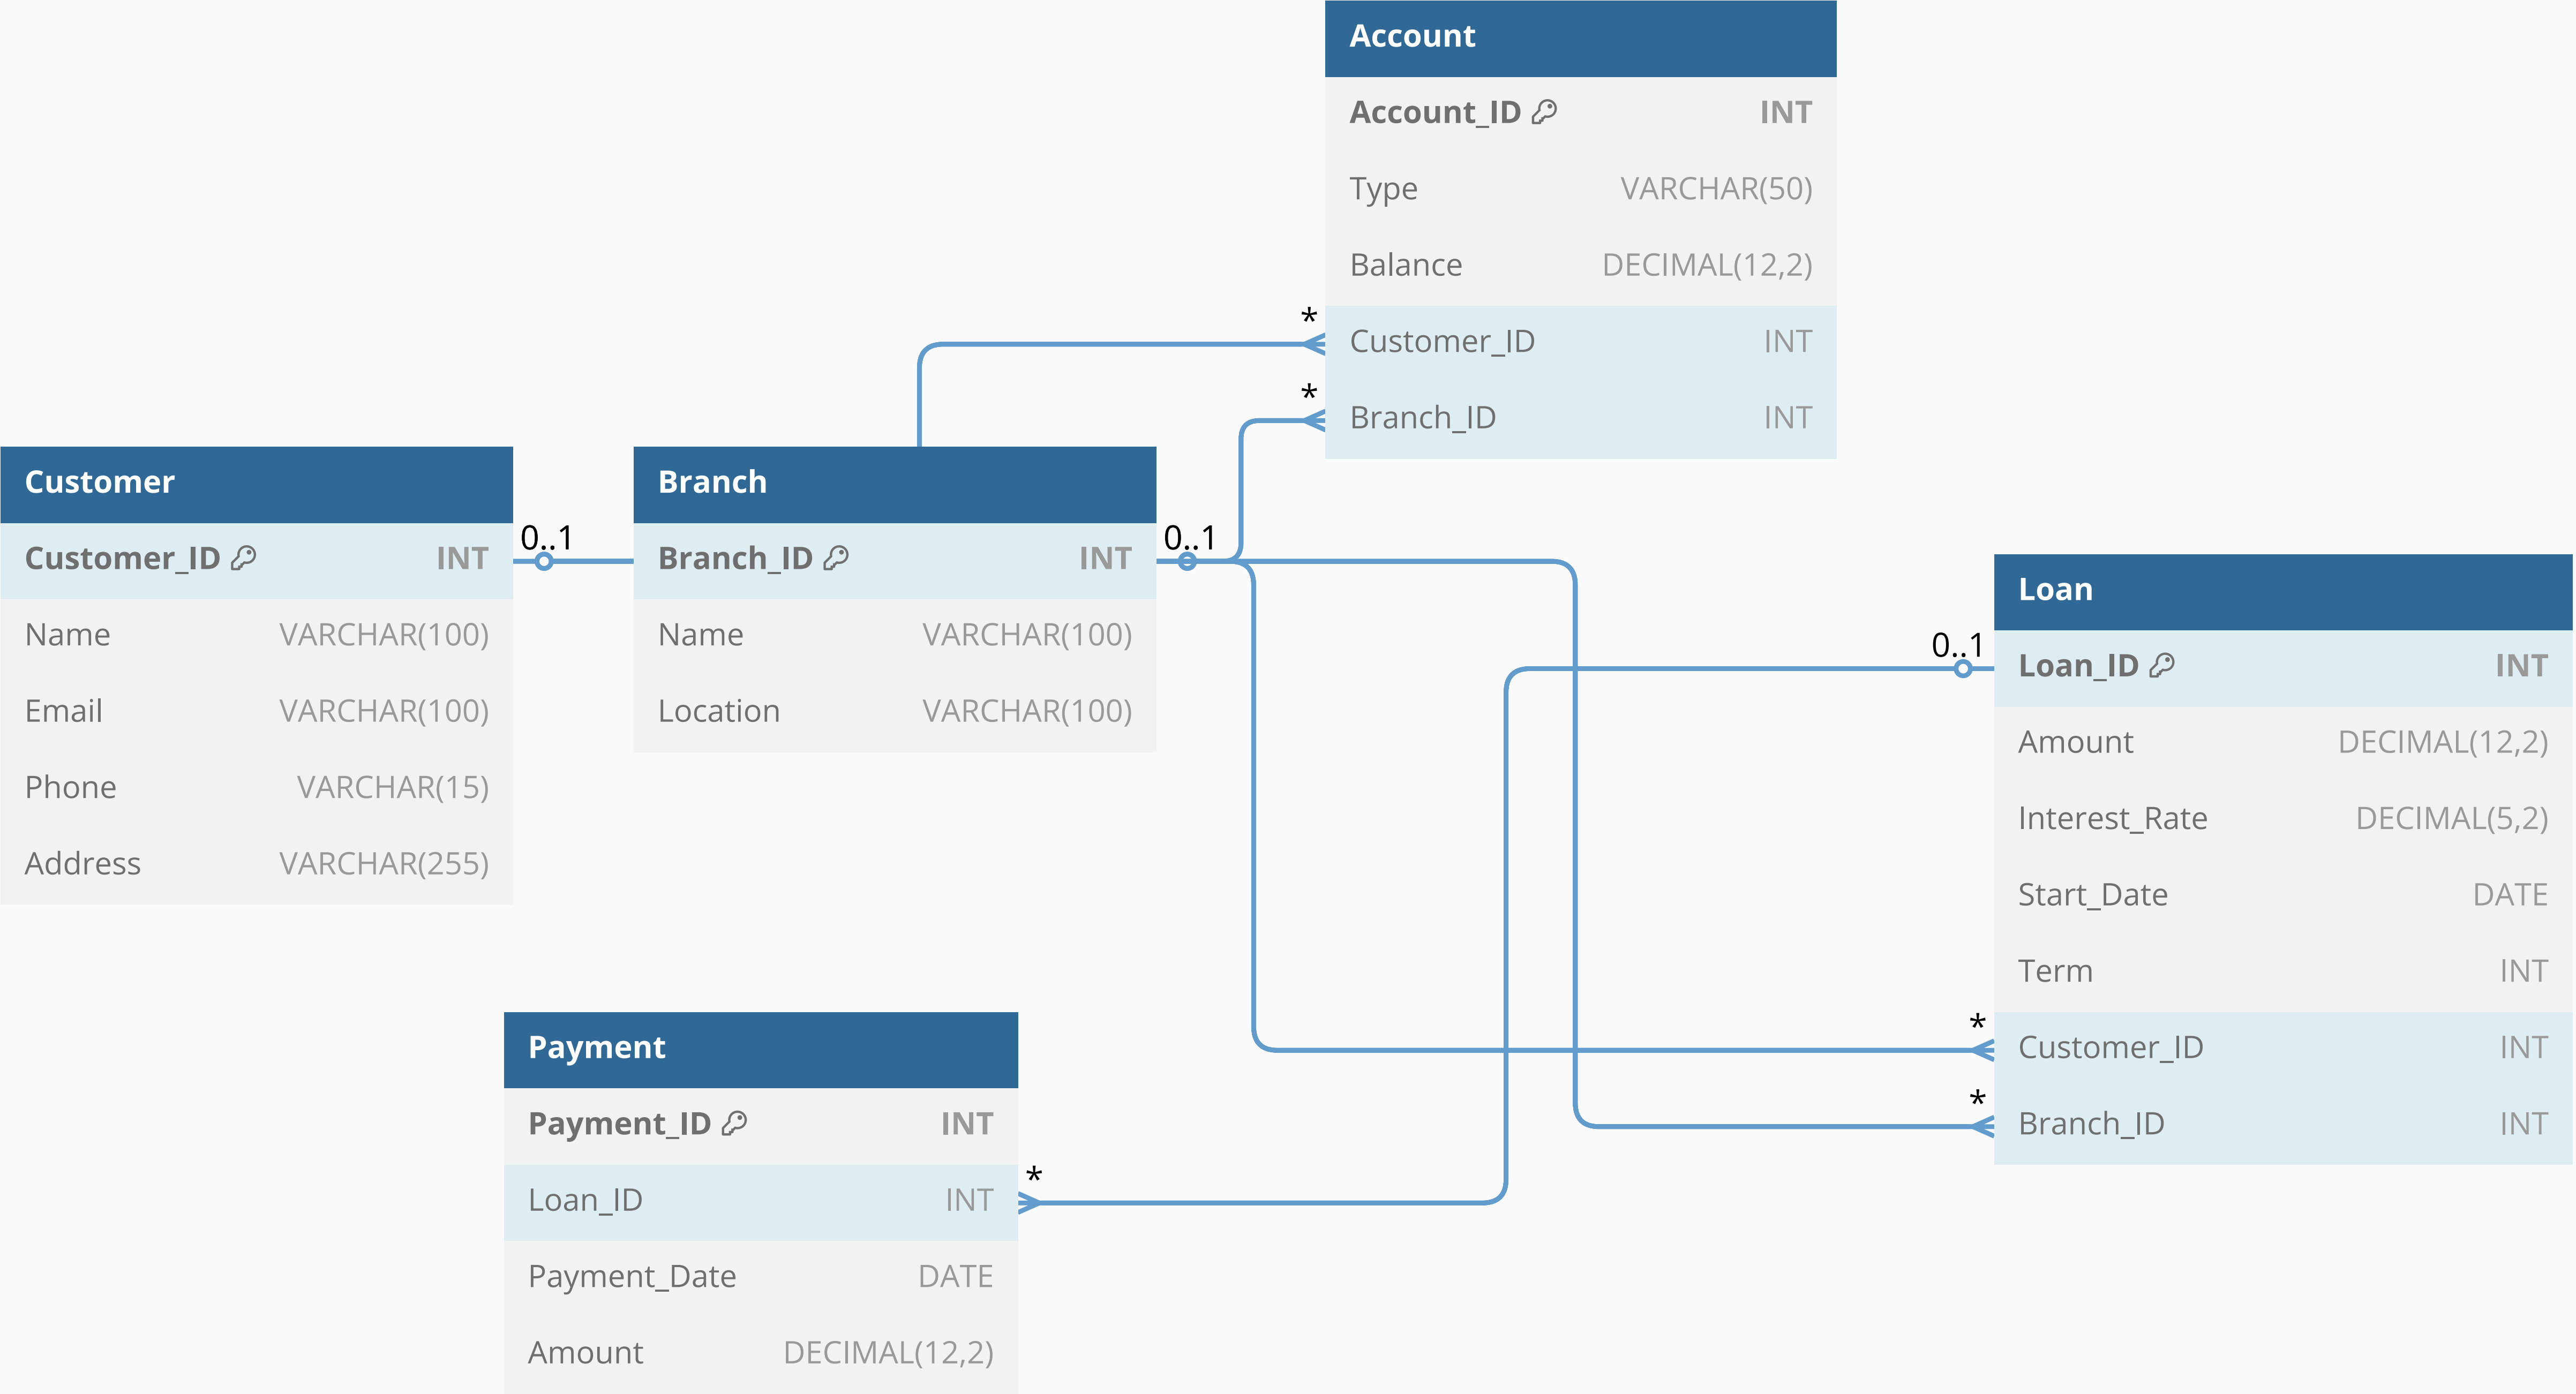 Account
Account_ID INT
Type VARCHAR(50)
Balance DECIMAL(12,2)
* Customer_ID INT
* Branch_ID INT
Customer
Customer_ID INT 0..1
Name VARCHAR(100)
Email VARCHAR(100)
Phone VARCHAR(15)
Address VARCHAR(255)
Branch
Branch_ID INT 0..1
Name VARCHAR(100)
Location VARCHAR(100)
Loan
0..1 Loan_ID INT
Amount DECIMAL(12,2)
Interest_Rate DECIMAL(5,2)
Start_Date DATE
Term INT
* Customer_ID INT
* Branch_ID INT
Payment
Payment_ID INT
Loan_ID INT *
Payment_Date DATE
Amount DECIMAL(12,2)